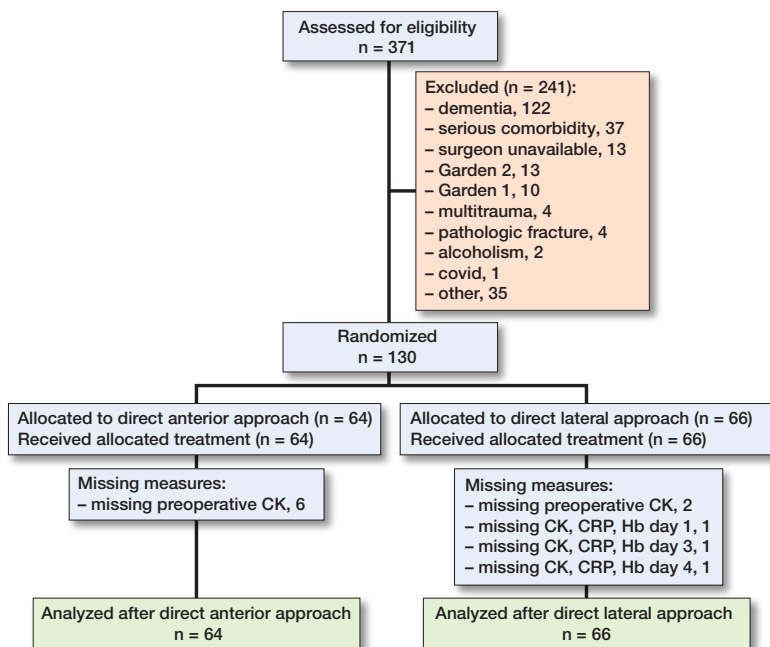 Assessed for eligibility
n = 371
Excluded (n = 241):
– dementia, 122
– serious comorbidity, 37
– surgeon unavailable, 13
– Garden 2, 13
– Garden 1, 10
– multitrauma, 4
– pathologic fracture, 4
– alcoholism, 2
– covid, 1
– other, 35
Randomized
n = 130
Allocated to direct anterior approach (n = 64)
Received allocated treatment (n = 64)
Allocated to direct lateral approach (n = 66)
Received allocated treatment (n = 66)
Missing measures:
– missing preoperative CK, 6
Missing measures:
– missing preoperative CK, 2
– missing CK, CRP, Hb day 1, 1
– missing CK, CRP, Hb day 3, 1
– missing CK, CRP, Hb day 4, 1
Analyzed after direct anterior approach
n = 64
Analyzed after direct lateral approach
n = 66